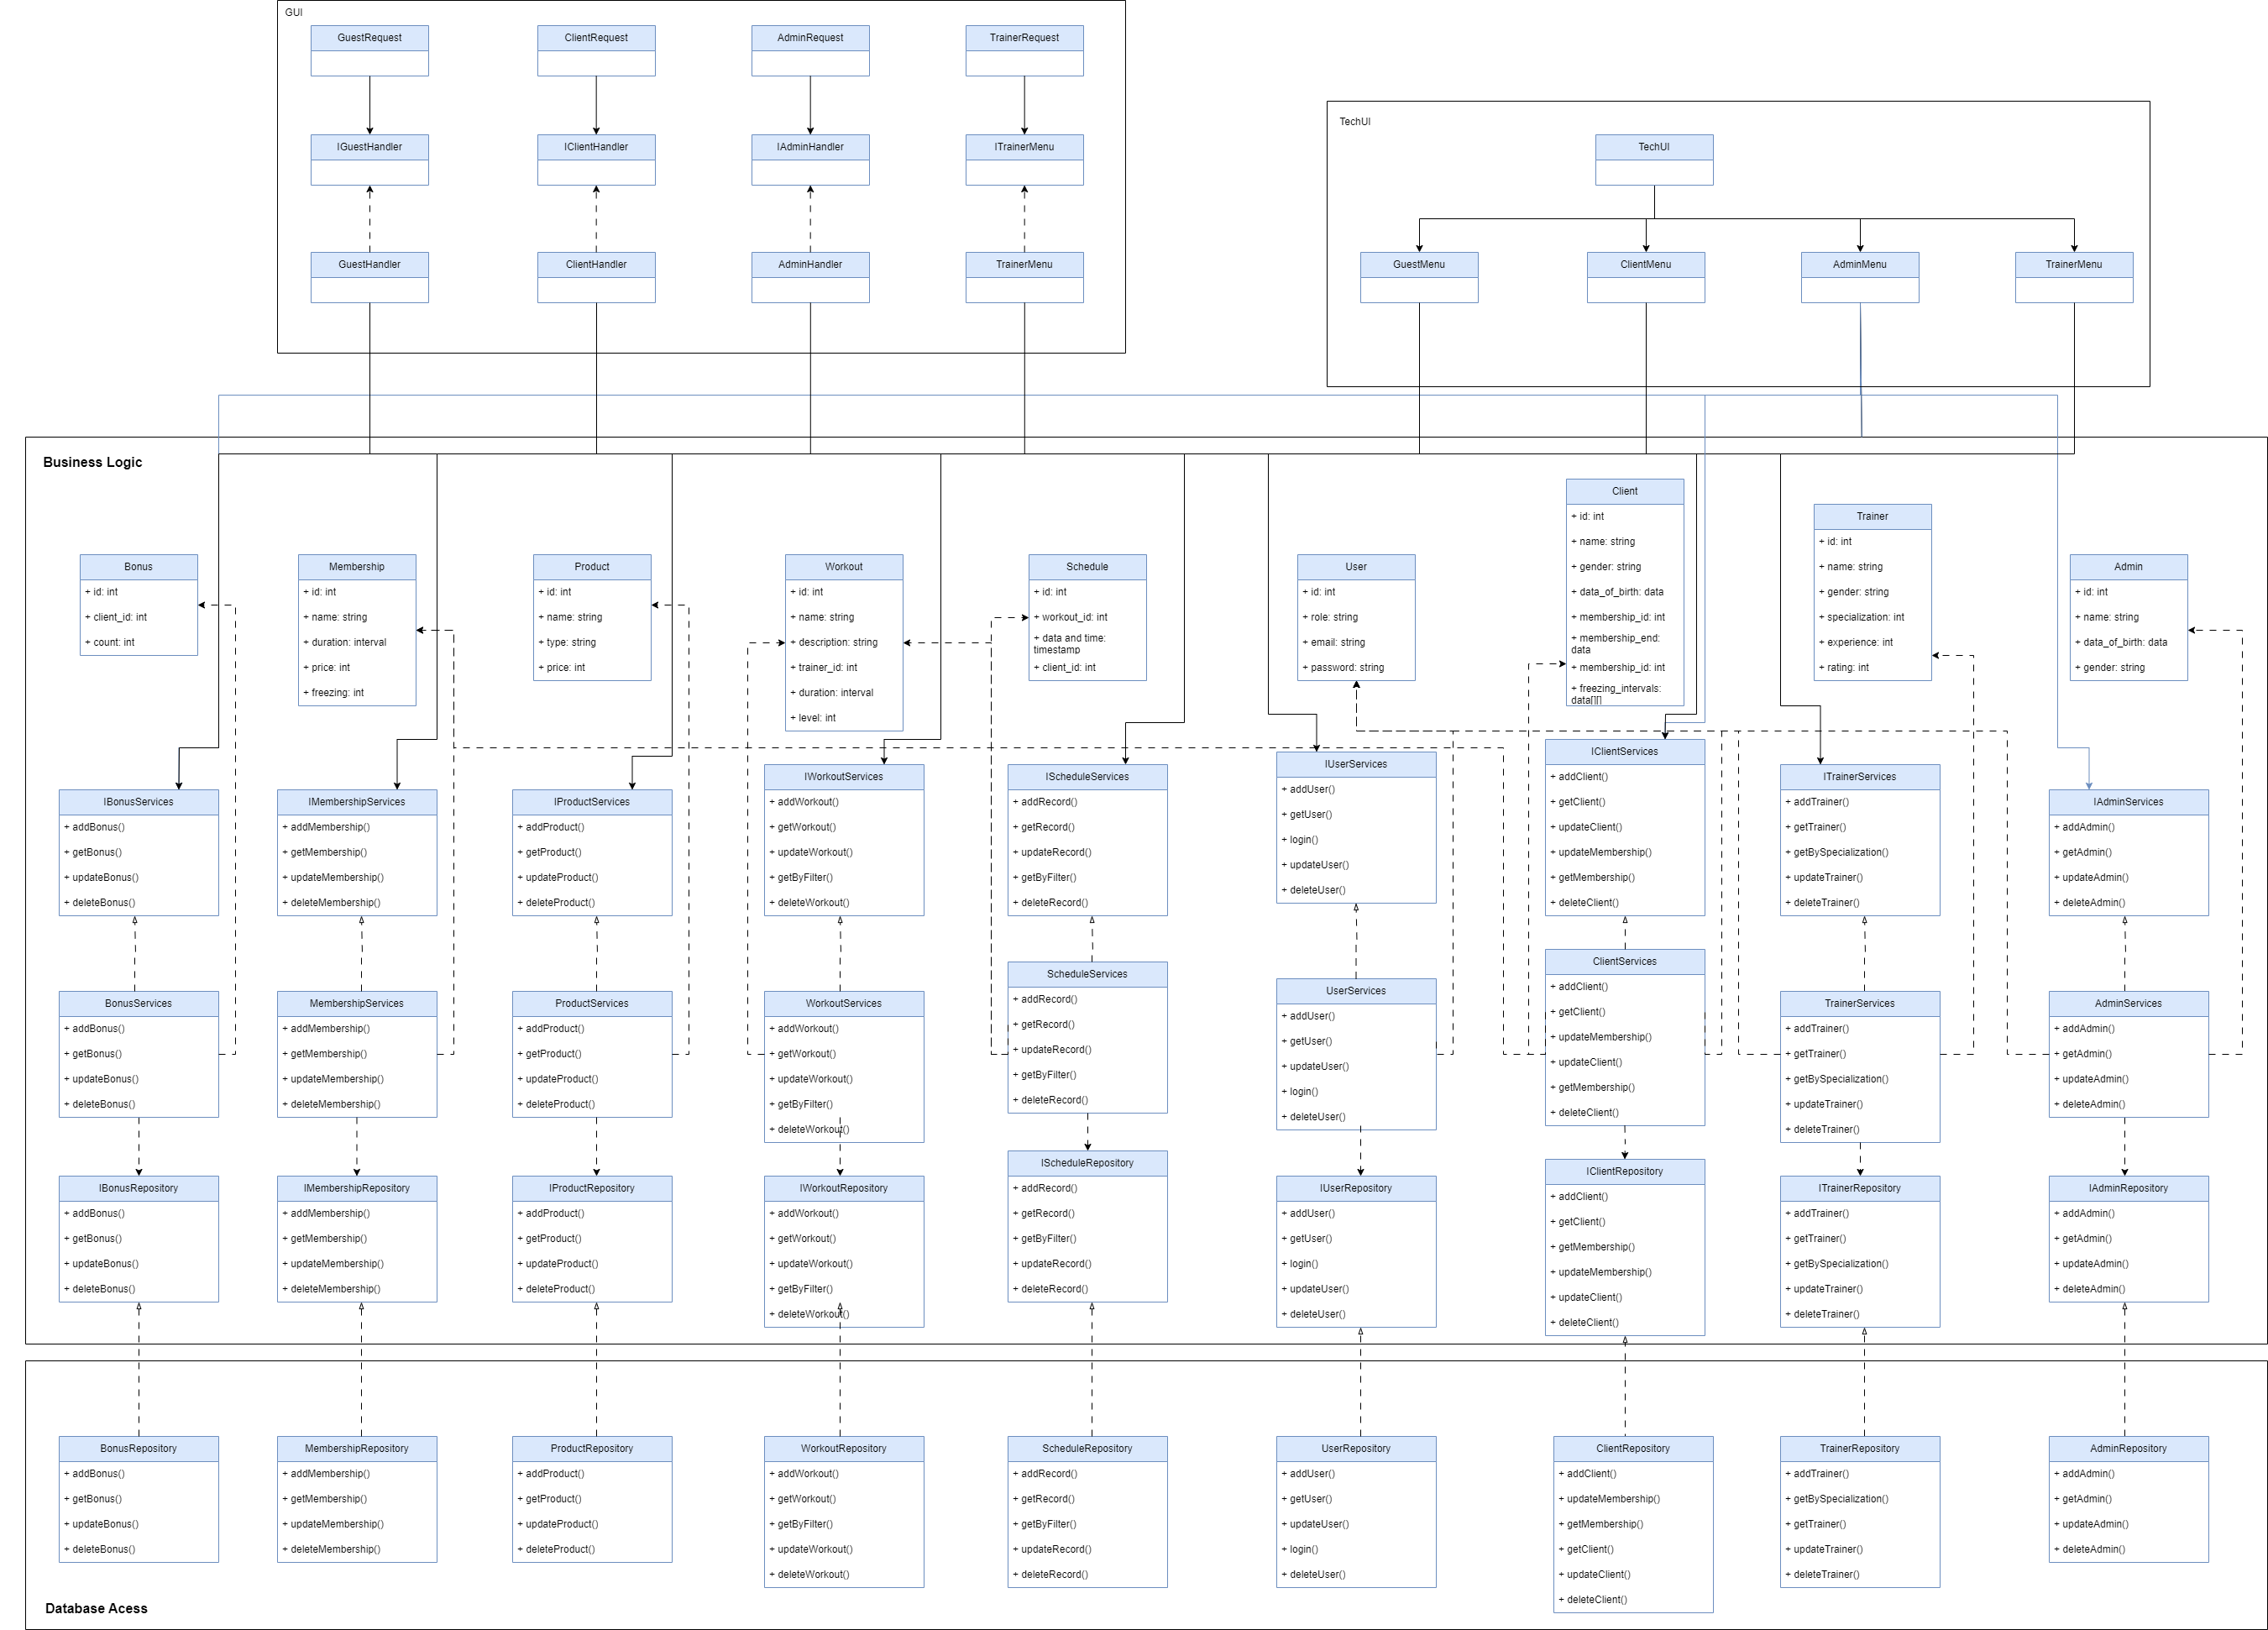 GUI
GuestRequest
ClientRequest
AdminRequest
TrainerRequest
IGuestHandler
IClientHandler
IAdminHandler
ITrainerMenu
GuestHandler
ClientHandler
AdminHandler
TrainerMenu
TechUI
TechUI
GuestMenu
ClientMenu
AdminMenu
TrainerMenu
Business Logic
Bonus
+ id: int
+ client_id: int
+ count: int
Membership
+ id: int
+ name: string
+ duration: interval
+ price: int
+ freezing: int
Product
+ id: int
+ name: string
+ type: string
+ price: int
Workout
+ id: int
+ name: string
+ description: string
+ trainer_id: int
+ duration: interval
+ level: int
Schedule
+ id: int
+ workout_id: int
+ data and time:
timestamp
+ client_id: int
User
+ id: int
+ role: string
+ email: string
+ password: string
Client
+ id: int
+ name: string
+ gender: string
+ data_of_birth: data
+ membership_id: int
+ membership_end:
data
+ membership_id: int
+ freezing_intervals:
data[][]
Trainer
+ id: int
+ name: string
+ gender: string
+ specialization: int
+ experience: int
+ rating: int
Admin
+ id: int
+ name: string
+ data_of_birth: data
+ gender: string
IBonusServices
+ addBonus()
+ getBonus()
+ updateBonus()
+ deleteBonus()
IMembershipServices
+ addMembership()
+ getMembership()
+ updateMembership()
+ deleteMembership()
IProductServices
+ addProduct()
+ getProduct()
+ updateProduct()
+ deleteProduct()
IWorkoutServices
+ addWorkout()
+ getWorkout()
+ updateWorkout()
+ getByFilter()
+ deleteWorkout()
IScheduleServices
+ addRecord()
+ getRecord()
+ updateRecord()
+ getByFilter()
+ deleteRecord()
IUserServices
+ addUser()
+ getUser()
+ login()
+ updateUser()
+ deleteUser()
IClientServices
+ addClient()
+ getClient()
+ updateClient()
+ updateMembership()
+ getMembership()
+ deleteClient()
ITrainerServices
+ addTrainer()
+ getTrainer()
+ getBySpecialization()
+ updateTrainer()
+ deleteTrainer()
IAdminServices
+ addAdmin()
+ getAdmin()
+ updateAdmin()
+ deleteAdmin()
BonusServices
+ addBonus()
+ getBonus()
+ updateBonus()
+ deleteBonus()
MembershipServices
+ addMembership()
+ getMembership()
+ updateMembership()
+ deleteMembership()
ProductServices
+ addProduct()
+ getProduct()
+ updateProduct()
+ deleteProduct()
WorkoutServices
+ addWorkout()
+ getWorkout()
+ updateWorkout()
+ getByFilter()
+ deleteWorkout()
ScheduleServices
+ addRecord()
+ getRecord()
+ updateRecord()
+ getByFilter()
+ deleteRecord()
UserServices
+ addUser()
+ getUser()
+ updateUser()
+ login()
+ deleteUser()
ClientServices
+ addClient()
+ getClient()
+ updateMembership()
+ updateClient()
+ getMembership()
+ deleteClient()
TrainerServices
+ addTrainer()
+ getTrainer()
+ getBySpecialization()
+ updateTrainer()
+ deleteTrainer()
AdminServices
+ addAdmin()
+ getAdmin()
+ updateAdmin()
+ deleteAdmin()
IBonusRepository
+ addBonus()
+ getBonus()
+ updateBonus()
+ deleteBonus()
IMembershipRepository
+ addMembership()
+ getMembership()
+ updateMembership()
+ deleteMembership()
IProductRepository
+ addProduct()
+ getProduct()
+ updateProduct()
+ deleteProduct()
IWorkoutRepository
+ addWorkout()
+ getWorkout()
+ updateWorkout()
+ getByFilter()
+ deleteWorkout()
IScheduleRepository
+ addRecord()
+ getRecord()
+ getByFilter()
+ updateRecord()
+ deleteRecord()
IUserRepository
+ addUser()
+ getUser()
+ login()
+ updateUser()
+ deleteUser()
IClientRepository
+ addClient()
+ getClient()
+ getMembership()
+ updateMembership()
+ updateClient()
+ deleteClient()
ITrainerRepository
+ addTrainer()
+ getTrainer()
+ getBySpecialization()
+ updateTrainer()
+ deleteTrainer()
IAdminRepository
+ addAdmin()
+ getAdmin()
+ updateAdmin()
+ deleteAdmin()
BonusRepository
+ addBonus()
+ getBonus()
+ updateBonus()
+ deleteBonus()
MembershipRepository
+ addMembership()
+ getMembership()
+ updateMembership()
+ deleteMembership()
ProductRepository
+ addProduct()
+ getProduct()
+ updateProduct()
+ deleteProduct()
WorkoutRepository
+ addWorkout()
+ getWorkout()
+ getByFilter()
+ updateWorkout()
+ deleteWorkout()
ScheduleRepository
+ addRecord()
+ getRecord()
+ getByFilter()
+ updateRecord()
+ deleteRecord()
UserRepository
+ addUser()
+ getUser()
+ updateUser()
+ login()
+ deleteUser()
ClientRepository
+ addClient()
+ updateMembership()
+ getMembership()
+ getClient()
+ updateClient()
+ deleteClient()
TrainerRepository
+ addTrainer()
+ getBySpecialization()
+ getTrainer()
+ updateTrainer()
+ deleteTrainer()
AdminRepository
+ addAdmin()
+ getAdmin()
+ updateAdmin()
+ deleteAdmin()
Database Acess